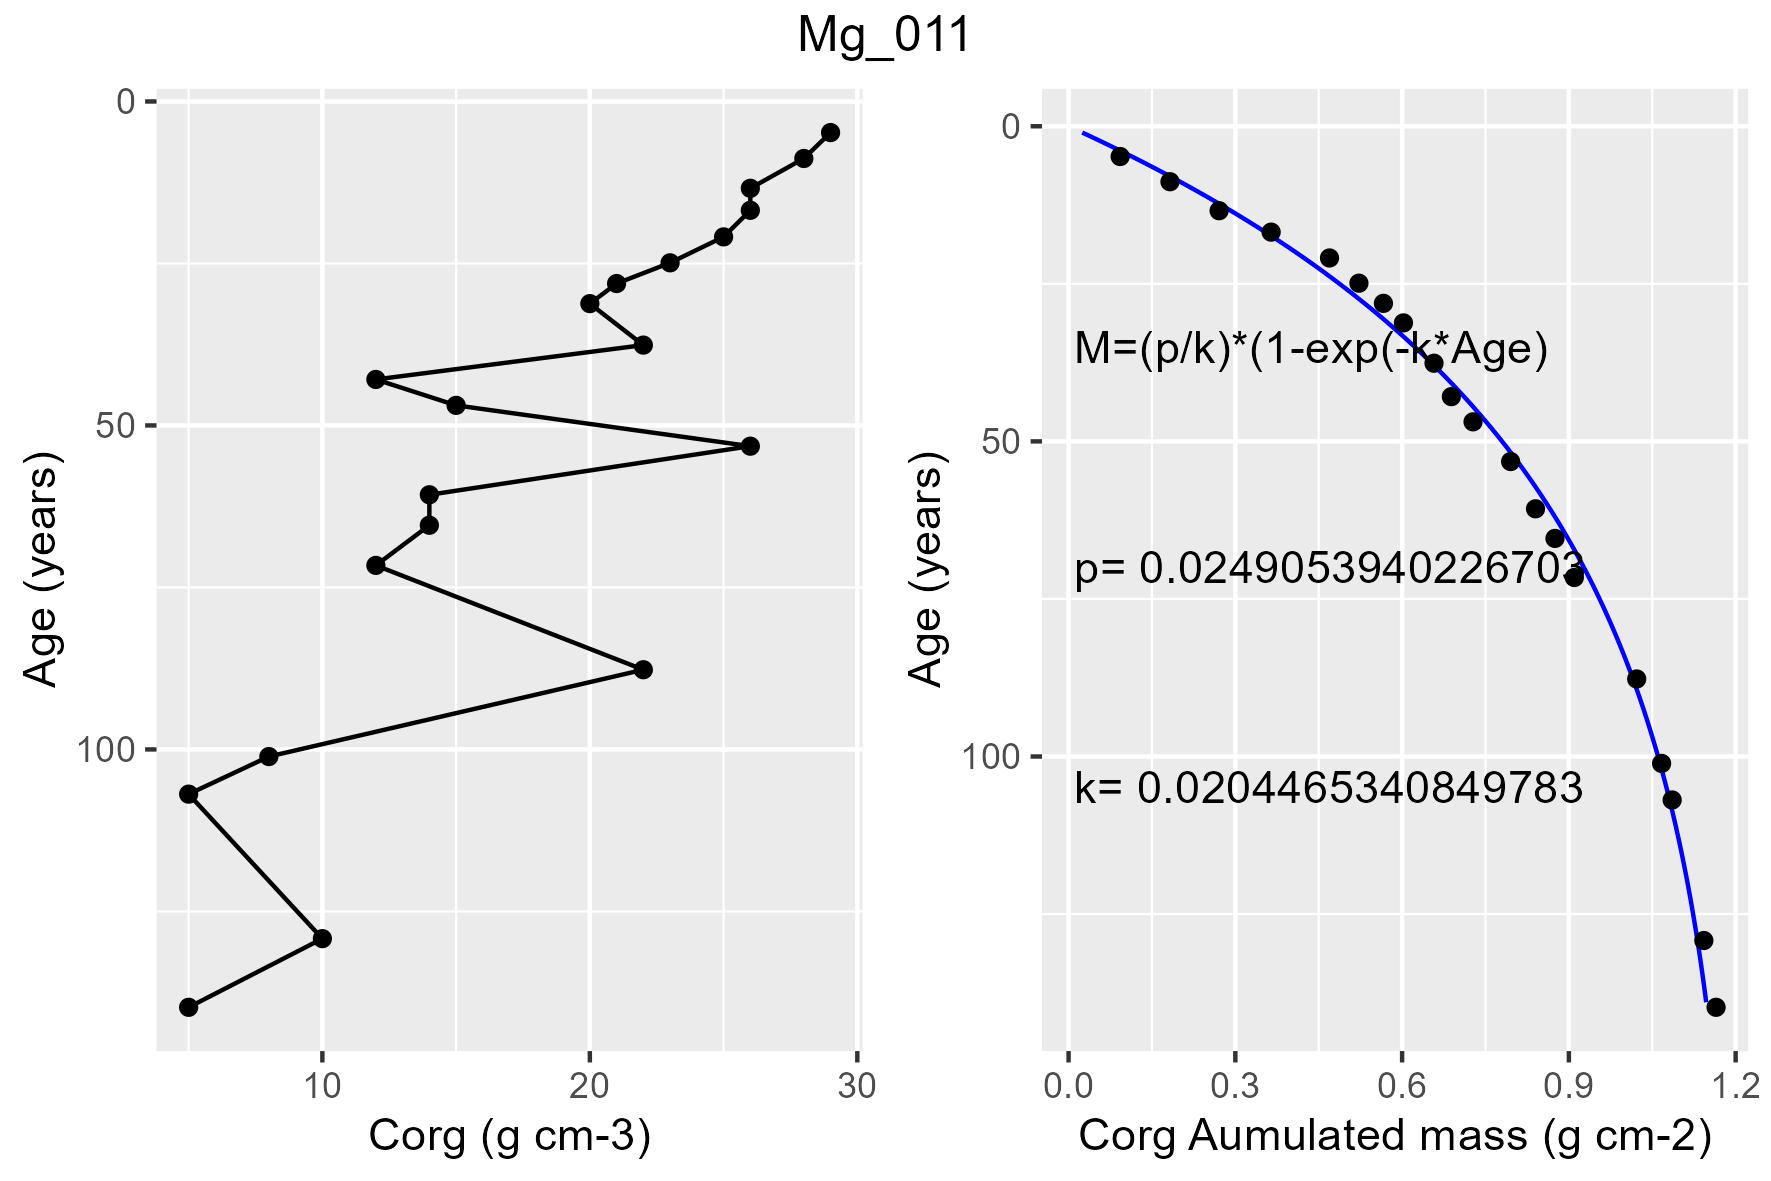 Mg_011
0
50
100
Age (years)
10 20 30
Corg (g cm-3)
0
50
100
Age (years)
M=(p/k)*(1-exp(-k*Age)
p= 0.0249053940226703
k= 0.0204465340849783
0.0 0.3 0.6 0.9 1.2
Corg Aumulated mass (g cm-2)